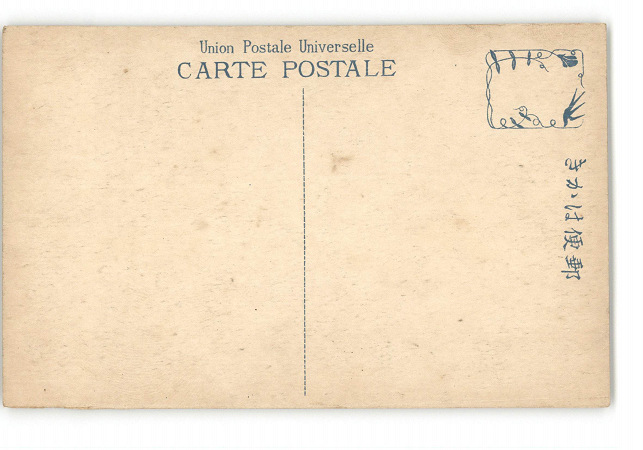 Union Postale Universelle
CARTE POSTALE
郵便はがき